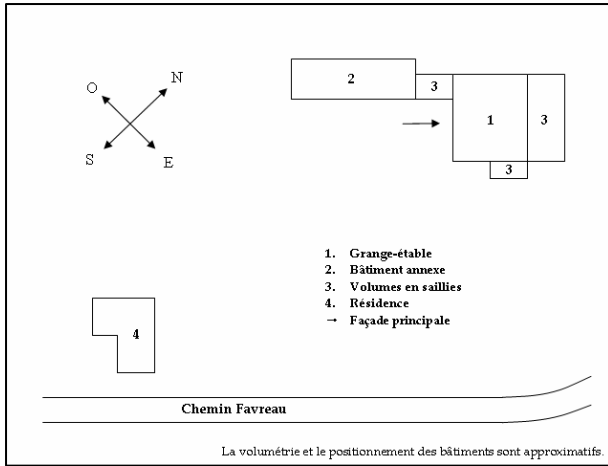 N
O
2
3
1
3
S
E
3
1. Grange-étable
2. Bâtiment annexe
3. Volumes en saillies
4. Résidence
→ Façade principale
4
Chemin Favreau
La volumétrie et le positionnement des bâtiments sont approximatifs.